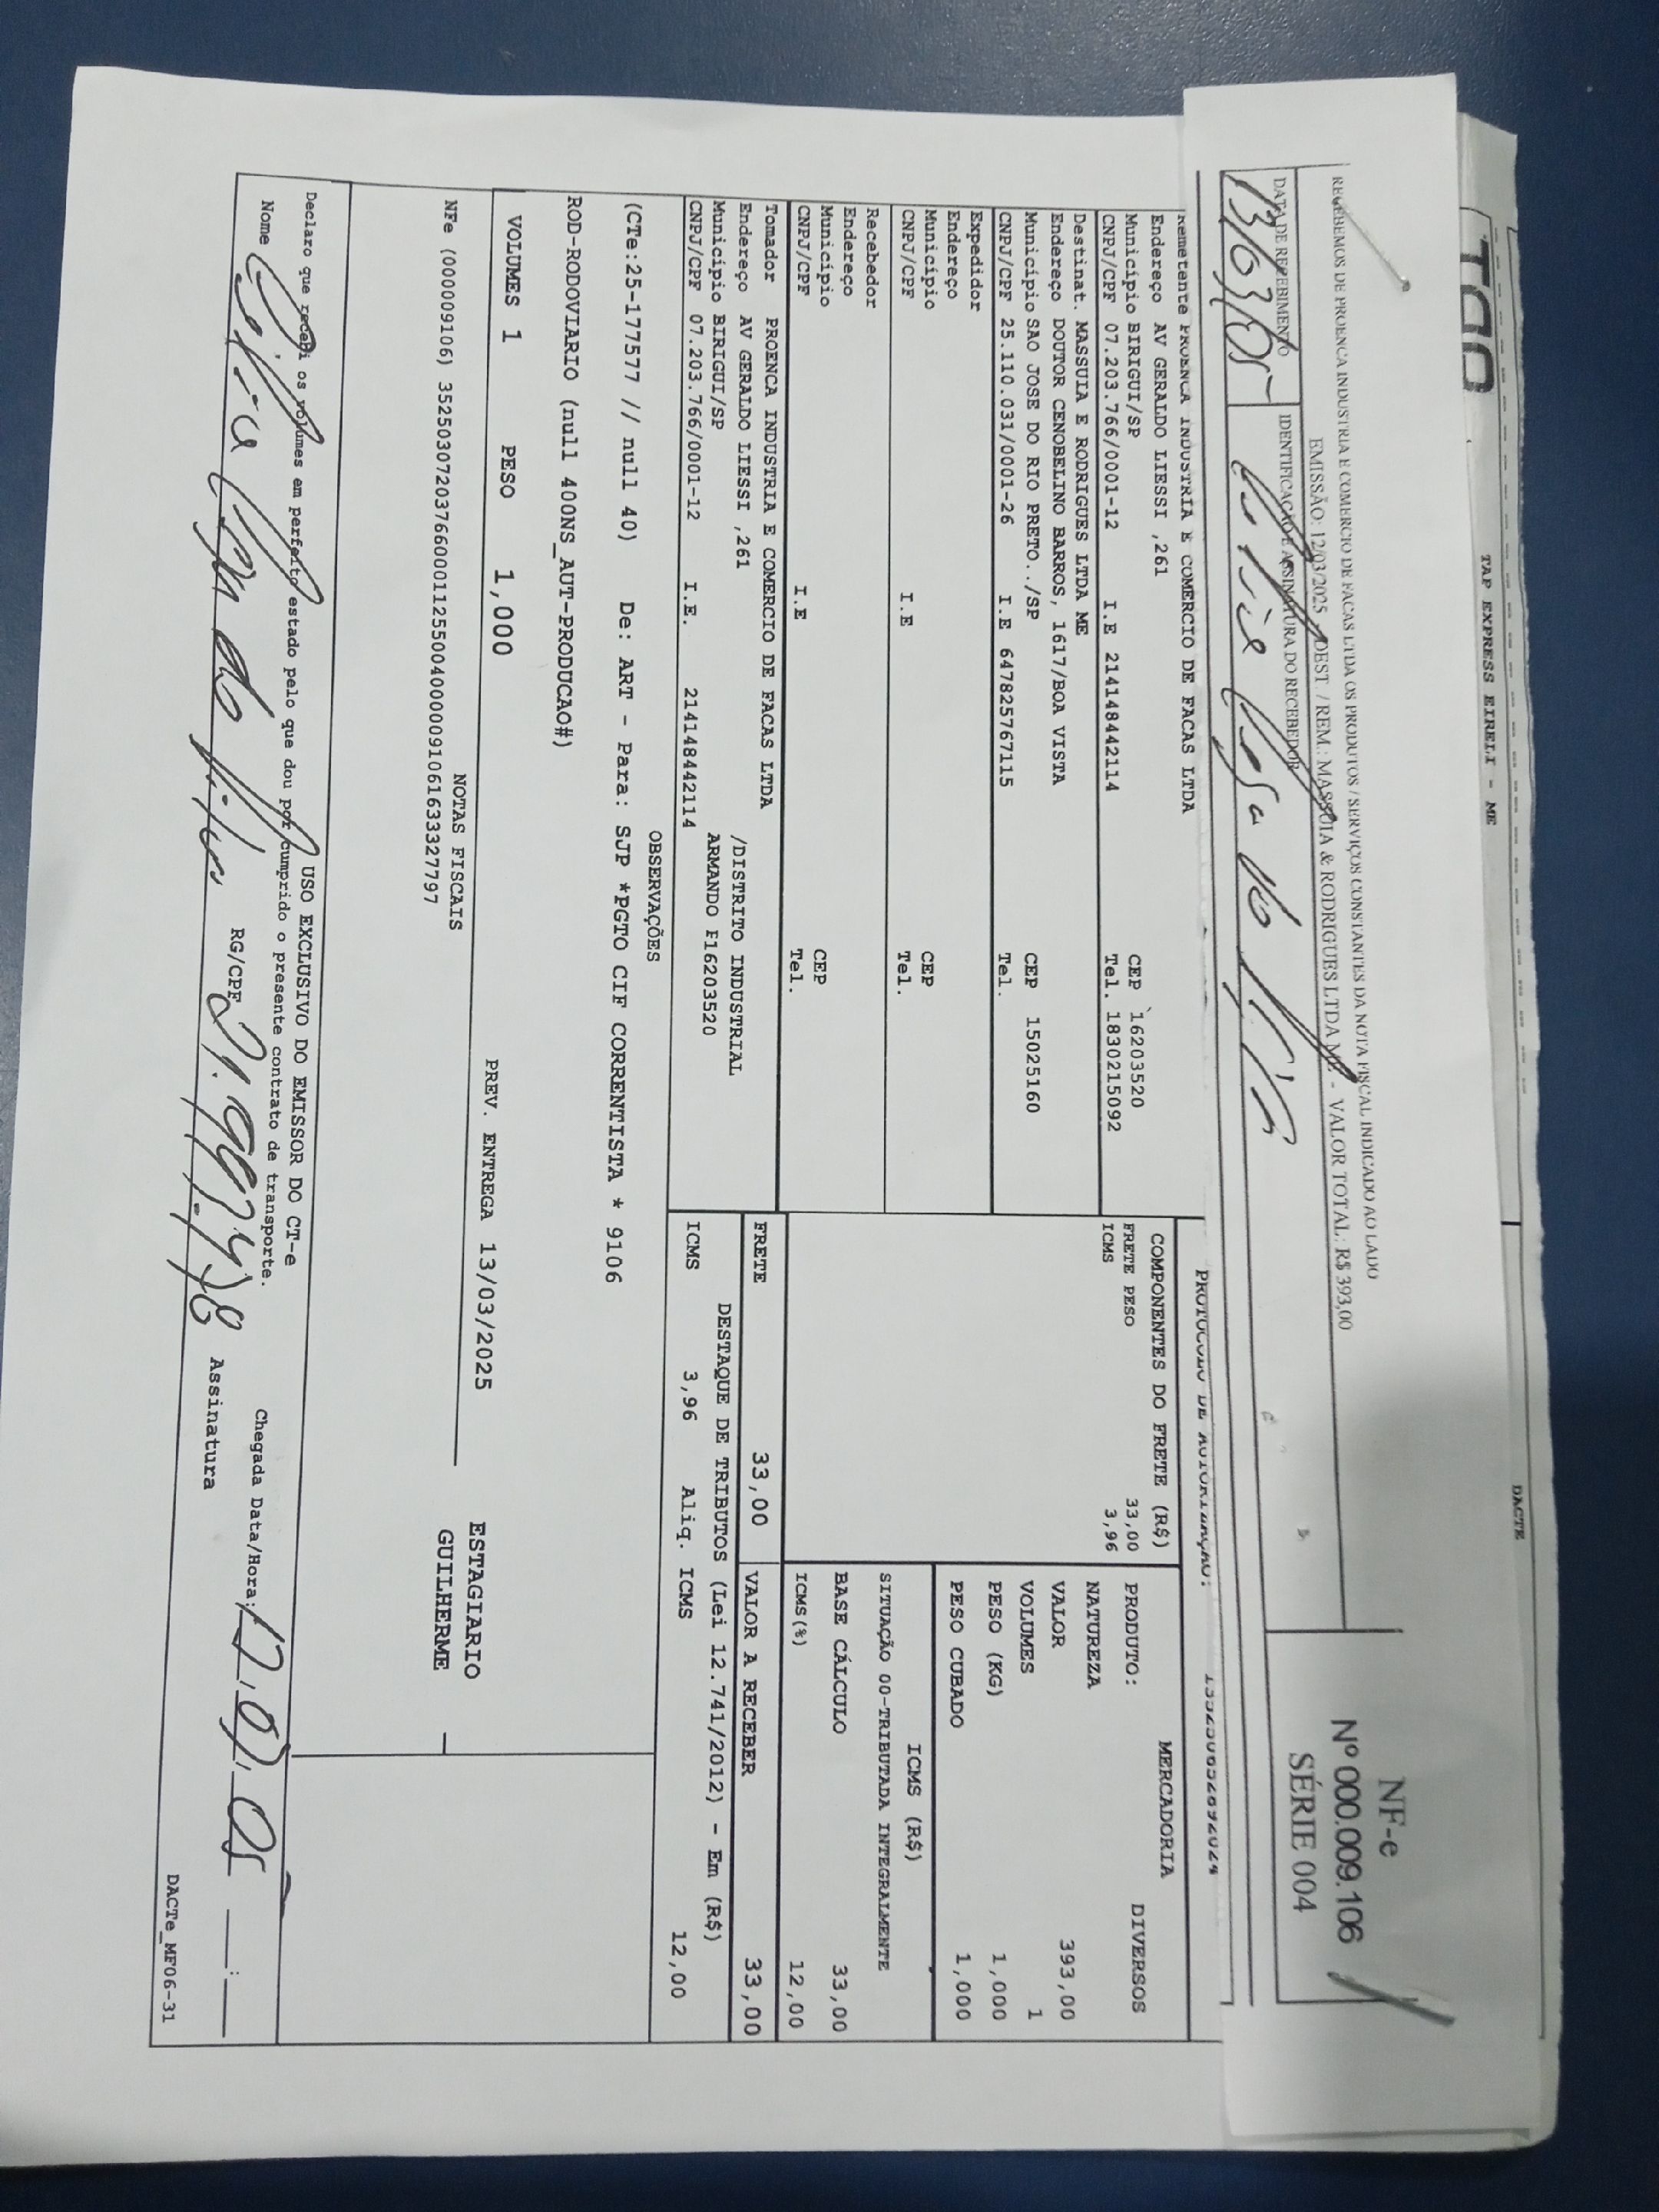 TAP EXPRESS EIRELI - ME
DACTE
RECEBEMOS DE PROENCA INDUSTRIA E COMERCIO DE FACAS LTDA OS PRODUTOS / SERVIÇOS CONSTANTES DA NOTA FISCAL INDICADO AO LADO
EMISSÃO: 12/03/2025 - DEST. / REM.: MASSUIA & RODRIGUES LTDA ME - VALOR TOTAL: R$ 393,00
DATA DE RECEBIMENTO
IDENTIFICAÇÃO E ASSINATURA DO RECEBEDOR
NF-e
Nº 000.009.106
SÉRIE 004
PROTOCOLO DE AUTORIZAÇÃO:
Remetente PROENCA INDUSTRIA E COMERCIO DE FACAS LTDA
Endereço AV GERALDO LIESSI ,261
Município BIRIGUI/SP
CEP 16203520
CNPJ/CPF 07.203.766/0001-12 I.E 214148442114 Tel. 1830215092
Destinat. MASSUIA E RODRIGUES LTDA ME
Endereço DOUTOR CENOBELINO BARROS, 1617/BOA VISTA
Município SAO JOSE DO RIO PRETO../SP CEP 15025160
CNPJ/CPF 25.110.031/0001-26 I.E 647825767115 Tel.
Expedidor
Endereço
Município CEP
CNPJ/CPF I.E Tel.
Recebedor
Endereço
Município CEP
CNPJ/CPF I.E Tel.
Tomador PROENCA INDUSTRIA E COMERCIO DE FACAS LTDA
Endereço AV GERALDO LIESSI ,261 /DISTRITO INDUSTRIAL
Município BIRIGUI/SP ARMANDO F16203520
CNPJ/CPF 07.203.766/0001-12 I.E. 214148442114
COMPONENTES DO FRETE (R$)
FRETE PESO 33,00
ICMS 3,96
MERCADORIA
PRODUTO: DIVERSOS
NATUREZA
VALOR 393,00
VOLUMES 1
PESO (KG) 1,000
PESO CUBADO 1,000
ICMS (R$)
SITUAÇÃO 00-TRIBUTADA INTEGRALMENTE
BASE CÁLCULO 33,00
ICMS(%) 12,00
FRETE 33,00 VALOR A RECEBER 33,00
DESTAQUE DE TRIBUTOS (Lei 12.741/2012) - Em (R$)
ICMS 3,96 Aliq. ICMS 12,00
OBSERVAÇÕES
(CTe:25-177577 // null 40) De: ART - Para: SJP *PGTO CIF CORRENTISTA * 9106
ROD-RODOVIARIO (null 400NS_AUT-PRODUCAO#)
VOLUMES 1 PESO 1,000 PREV. ENTREGA 13/03/2025
ESTAGIARIO
GUILHERME
NOTAS FISCAIS
NFe (000009106) 35250307203766000112550040000091061633327797
USO EXCLUSIVO DO EMISSOR DO CT-e
Declaro que recebi os volumes em perfeito estado pelo que dou por cumprido o presente contrato de transporte.
Nome RG/CPF Chegada Data/Hora:
Assinatura
DACTe_MF06-31